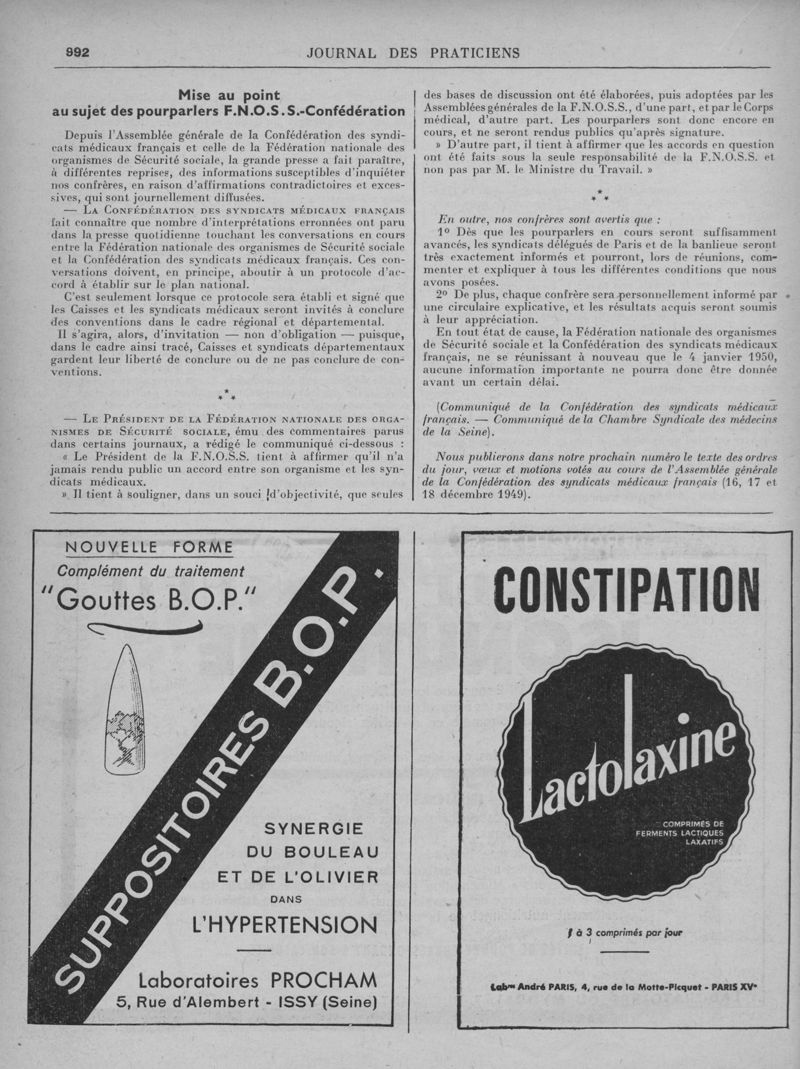 992
JOURNAL DES PRATICIENS
Mise au point
au sujet des pourparlers F.N.O.S.S.-Confédération
Depuis l'Assemblée générale de la Confédération des syndi-
cats médicaux français et celle de la Fédération nationale des
organismes de Sécurité sociale, la grande presse a fait paraître,
à différentes reprises, des informations susceptibles d'inquiéter
nos confrères, en raison d'affirmations contradictoires et exces-
sives, qui sont journellement diffusées.
— LA CONFÉDÉRATION DES SYNDICATS MÉDICAUX FRANÇAIS
fait connaître que nombre d'interprétations erronnées ont paru
dans la presse quotidienne touchant les conversations en cours
entre la Fédération nationale des organismes de Sécurité sociale
et la Confédération des syndicats médicaux français. Ces con-
versations doivent, en principe, aboutir à un protocole d'ac-
cord à établir sur le plan national.
C'est seulement lorsque ce protocole sera établi et signé que
les Caisses et les syndicats médicaux seront invités à conclure
des conventions dans le cadre régional et départemental.
Il s'agira, alors, d'invitation — non d'obligation — puisque,
dans le cadre ainsi tracé, Caisses et syndicats départementaux
gardent leur liberté de conclure ou de ne pas conclure de con-
ventions.
* * *
— LE PRÉSIDENT DE LA FÉDÉRATION NATIONALE DES ORGA-
NISMES DE SÉCURITÉ SOCIALE, ému des commentaires parus
dans certains journaux, a rédigé le communiqué ci-dessous :
« Le Président de la F.N.O.S.S. tient à affirmer qu'il n'a
jamais rendu public un accord entre son organisme et les syn-
dicats médicaux.
» Il tient à souligner, dans un souci d'objectivité, que seules
des bases de discussion ont été élaborées, puis adoptées par les
Assemblées générales de la F.N.O.S.S., d'une part, et par le Corps
médical, d'autre part. Les pourparlers sont donc encore en
cours, et ne seront rendus publics qu'après signature.
» D'autre part, il tient à affirmer que les accords en question
ont été faits sous la seule responsabilité de la F.N.O.S.S. et
non pas par M. le Ministre du Travail. »
* * *
En outre, nos confrères sont avertis que :
1º Dès que les pourparlers en cours seront suffisamment
avancés, les syndicats délégués de Paris et de la banlieue seront
très exactement informés et pourront, lors de réunions, com-
menter et expliquer à tous les différentes conditions que nous
avons posées.
2º De plus, chaque confrère sera personnellement informé par
une circulaire explicative, et les résultats acquis seront soumis
à leur appréciation.
En tout état de cause, la Fédération nationale des organismes
de Sécurité sociale et la Confédération des syndicats médicaux
français, ne se réunissant à nouveau que le 4 janvier 1950,
aucune information importante ne pourra donc être donnée
avant un certain délai.
(Communiqué de la Confédération des syndicats médicaux
français. — Communiqué de la Chambre Syndicale des médecins
de la Seine).
Nous publierons dans notre prochain numéro le texte des ordres
du jour, vœux et motions votés au cours de l'Assemblée générale
de la Confédération des syndicats médicaux français (16, 17 et
18 décembre 1949).
NOUVELLE FORME
Complément du traitement
"Gouttes B.O.P."
SUPPOSITOIRES B.O.P.
SYNERGIE
DU BOULEAU
ET DE L'OLIVIER
DANS
L'HYPERTENSION
Laboratoires PROCHAM
5, Rue d'Alembert - ISSY (Seine)
CONSTIPATION
Lactolaxine
COMPRIMÉS DE
FERMENTS LACTIQUES
LAXATIFS
1 à 3 comprimés par jour
Labres André PARIS, 4, rue de la Motte-Picquet - PARIS XVe